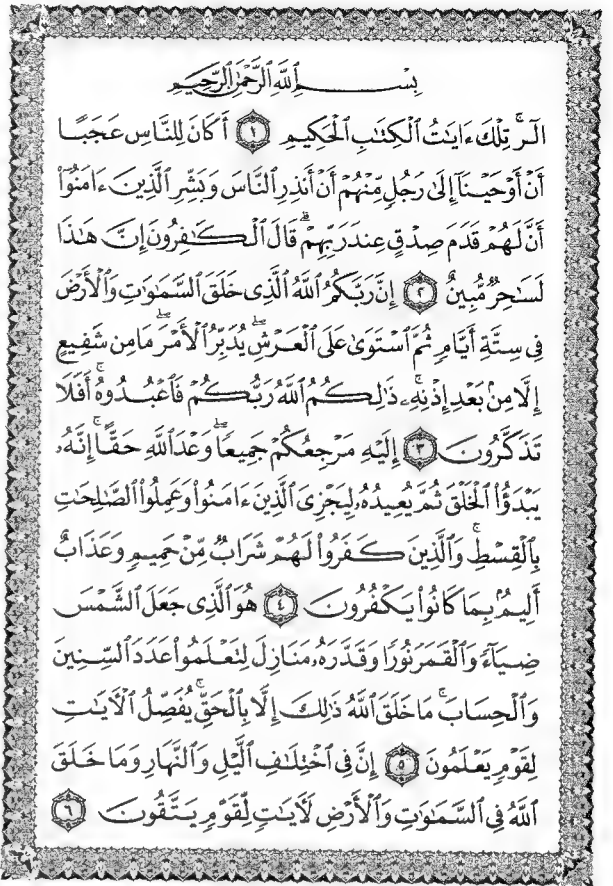 بِسْمِ ٱللَّهِ ٱلرَّحْمَٰنِ ٱلرَّحِيمِ
الٓر ۚ تِلْكَ ءَايَٰتُ ٱلْكِتَٰبِ ٱلْحَكِيمِ ۝١ أَكَانَ لِلنَّاسِ عَجَبًا
أَنْ أَوْحَيْنَآ إِلَىٰ رَجُلٍ مِّنْهُمْ أَنْ أَنذِرِ ٱلنَّاسَ وَبَشِّرِ ٱلَّذِينَ ءَامَنُوٓا۟
أَنَّ لَهُمْ قَدَمَ صِدْقٍ عِندَ رَبِّهِمْ ۗ قَالَ ٱلْكَٰفِرُونَ إِنَّ هَٰذَا
لَسَٰحِرٌ مُّبِينٌ ۝٢ إِنَّ رَبَّكُمُ ٱللَّهُ ٱلَّذِى خَلَقَ ٱلسَّمَٰوَٰتِ وَٱلْأَرْضَ
فِى سِتَّةِ أَيَّامٍ ثُمَّ ٱسْتَوَىٰ عَلَى ٱلْعَرْشِ ۖ يُدَبِّرُ ٱلْأَمْرَ ۖ مَا مِن شَفِيعٍ
إِلَّا مِنۢ بَعْدِ إِذْنِهِۦ ۚ ذَٰلِكُمُ ٱللَّهُ رَبُّكُمْ فَٱعْبُدُوهُ ۚ أَفَلَا
تَذَكَّرُونَ ۝٣ إِلَيْهِ مَرْجِعُكُمْ جَمِيعًا ۖ وَعْدَ ٱللَّهِ حَقًّا ۚ إِنَّهُۥ
يَبْدَؤُا۟ ٱلْخَلْقَ ثُمَّ يُعِيدُهُۥ لِيَجْزِىَ ٱلَّذِينَ ءَامَنُوا۟ وَعَمِلُوا۟ ٱلصَّٰلِحَٰتِ
بِٱلْقِسْطِ ۚ وَٱلَّذِينَ كَفَرُوا۟ لَهُمْ شَرَابٌ مِّنْ حَمِيمٍ وَعَذَابٌ
أَلِيمٌۢ بِمَا كَانُوا۟ يَكْفُرُونَ ۝٤ هُوَ ٱلَّذِى جَعَلَ ٱلشَّمْسَ
ضِيَآءً وَٱلْقَمَرَ نُورًا وَقَدَّرَهُۥ مَنَازِلَ لِتَعْلَمُوا۟ عَدَدَ ٱلسِّنِينَ
وَٱلْحِسَابَ ۚ مَا خَلَقَ ٱللَّهُ ذَٰلِكَ إِلَّا بِٱلْحَقِّ ۚ يُفَصِّلُ ٱلْءَايَٰتِ
لِقَوْمٍ يَعْلَمُونَ ۝٥ إِنَّ فِى ٱخْتِلَٰفِ ٱلَّيْلِ وَٱلنَّهَارِ وَمَا خَلَقَ
ٱللَّهُ فِى ٱلسَّمَٰوَٰتِ وَٱلْأَرْضِ لَءَايَٰتٍ لِّقَوْمٍ يَتَّقُونَ ۝٦